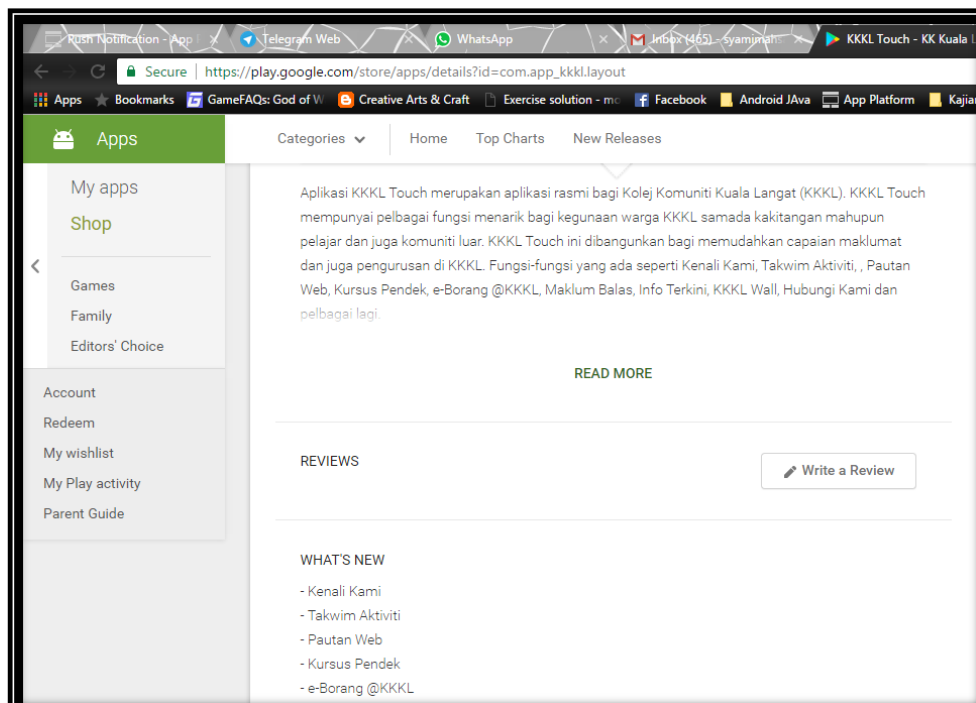 Rush Notification - App
Telegram Web
WhatsApp
Inbox (465) - syamimah
KKKL Touch - KK Kuala L
Secure | https://play.google.com/store/apps/details?id=com.app_kkkl.layout
Apps Bookmarks GameFAQs: God of W Creative Arts & Craft Exercise solution - mo Facebook Android JAva App Platform Kajian
Apps
Categories Home Top Charts New Releases
My apps
Shop
Games
Family
Editors' Choice
Account
Redeem
My wishlist
My Play activity
Parent Guide
Aplikasi KKKL Touch merupakan aplikasi rasmi bagi Kolej Komuniti Kuala Langat (KKKL). KKKL Touch
mempunyai pelbagai fungsi menarik bagi kegunaan warga KKKL samada kakitangan mahupun
pelajar dan juga komuniti luar. KKKL Touch ini dibangunkan bagi memudahkan capaian maklumat
dan juga pengurusan di KKKL. Fungsi-fungsi yang ada seperti Kenali Kami, Takwim Aktiviti, , Pautan
Web, Kursus Pendek, e-Borang @KKKL, Maklum Balas, Info Terkini, KKKL Wall, Hubungi Kami dan
pelbagai lagi.
READ MORE
REVIEWS
Write a Review
WHAT'S NEW
- Kenali Kami
- Takwim Aktiviti
- Pautan Web
- Kursus Pendek
- e-Borang @KKKL